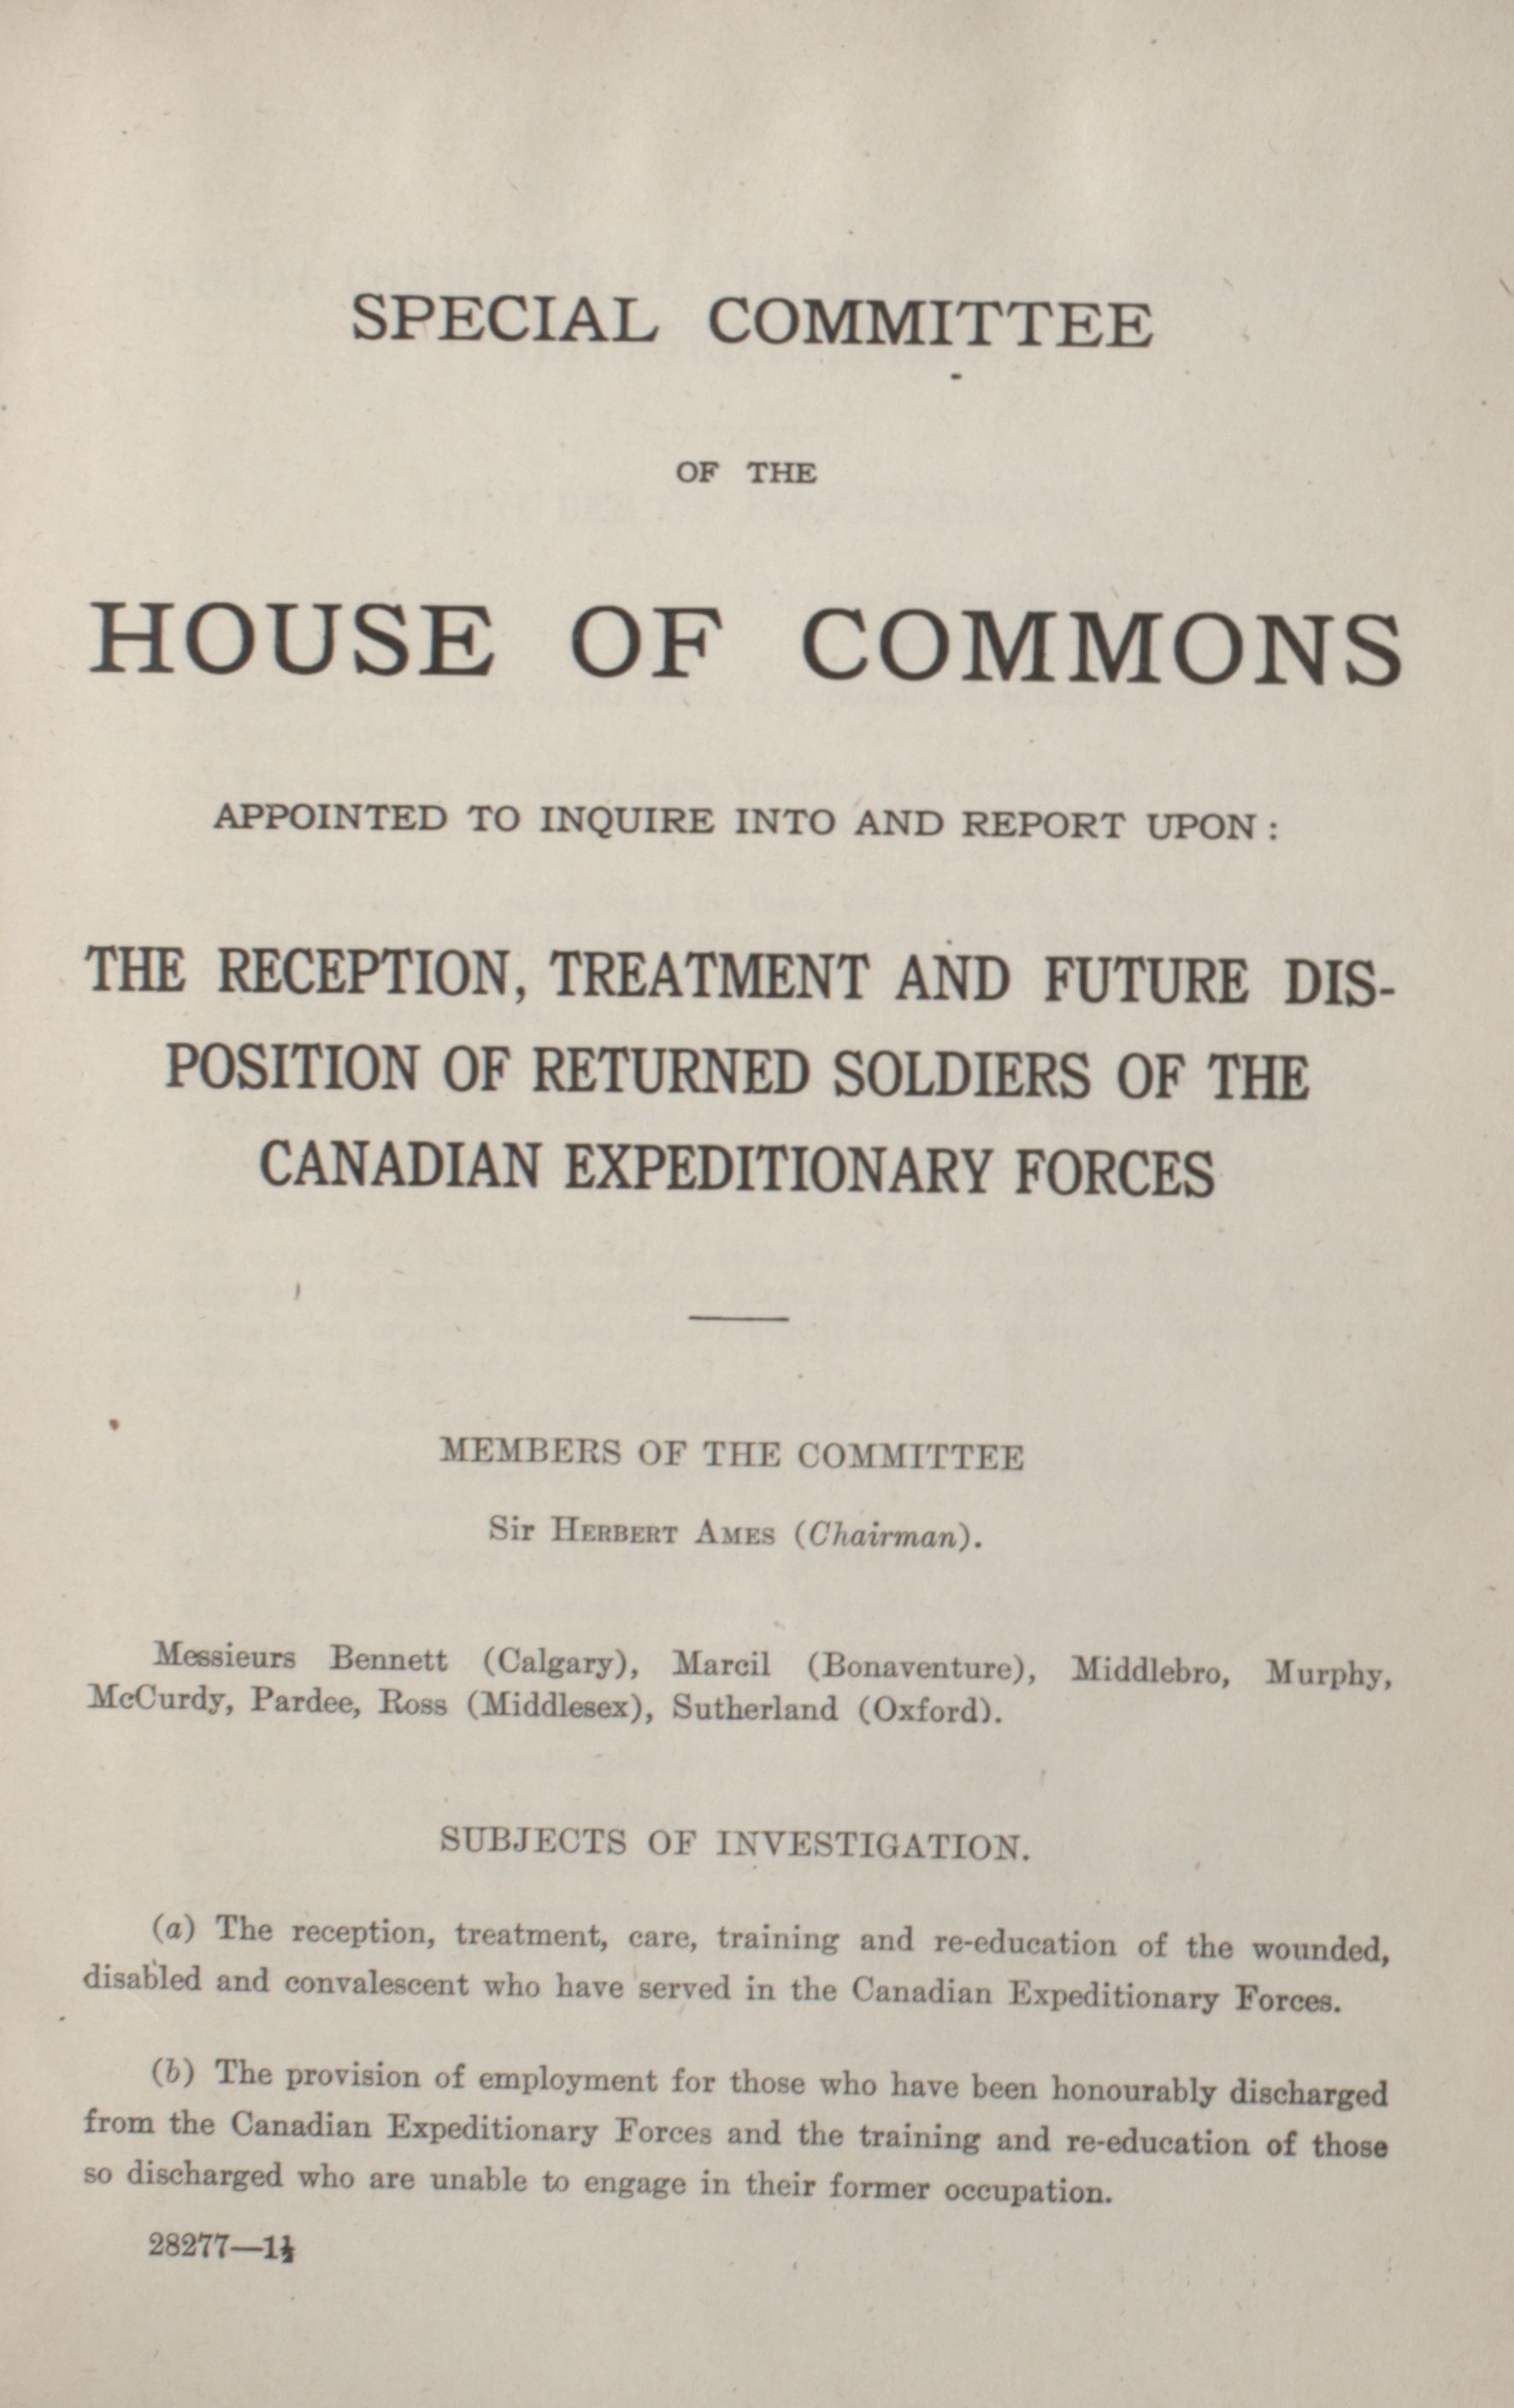 SPECIAL COMMITTEE
OF THE
HOUSE OF COMMONS
APPOINTED TO INQUIRE INTO AND REPORT UPON:
THE RECEPTION, TREATMENT AND FUTURE DIS-
POSITION OF RETURNED SOLDIERS OF THE
CANADIAN EXPEDITIONARY FORCES
MEMBERS OF THE COMMITTEE
Sir HERBERT AMES (Chairman).
Messieurs Bennett (Calgary), Marcil (Bonaventure), Middlebro, Murphy,
McCurdy, Pardee, Ross (Middlesex), Sutherland (Oxford).
SUBJECTS OF INVESTIGATION.
(a) The reception, treatment, care, training and re-education of the wounded,
disabled and convalescent who have served in the Canadian Expeditionary Forces.
(b) The provision of employment for those who have been honourably discharged
from the Canadian Expeditionary Forces and the training and re-education of those
so discharged who are unable to engage in their former occupation.
28277—1½